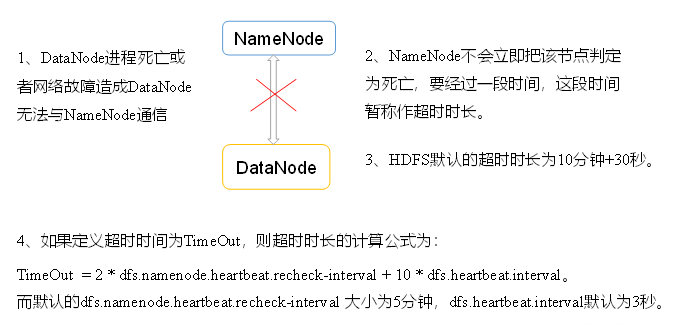 1、DataNode进程死亡或
者网络故障造成DataNode
无法与NameNode通信
NameNode
DataNode
2、NameNode不会立即把该节点判定
为死亡，要经过一段时间，这段时间
暂称作超时时长。
3、HDFS默认的超时时长为10分钟+30秒。
4、如果定义超时时间为TimeOut，则超时时长的计算公式为：
TimeOut = 2 * dfs.namenode.heartbeat.recheck-interval + 10 * dfs.heartbeat.interval。
而默认的dfs.namenode.heartbeat.recheck-interval 大小为5分钟，dfs.heartbeat.interval默认为3秒。